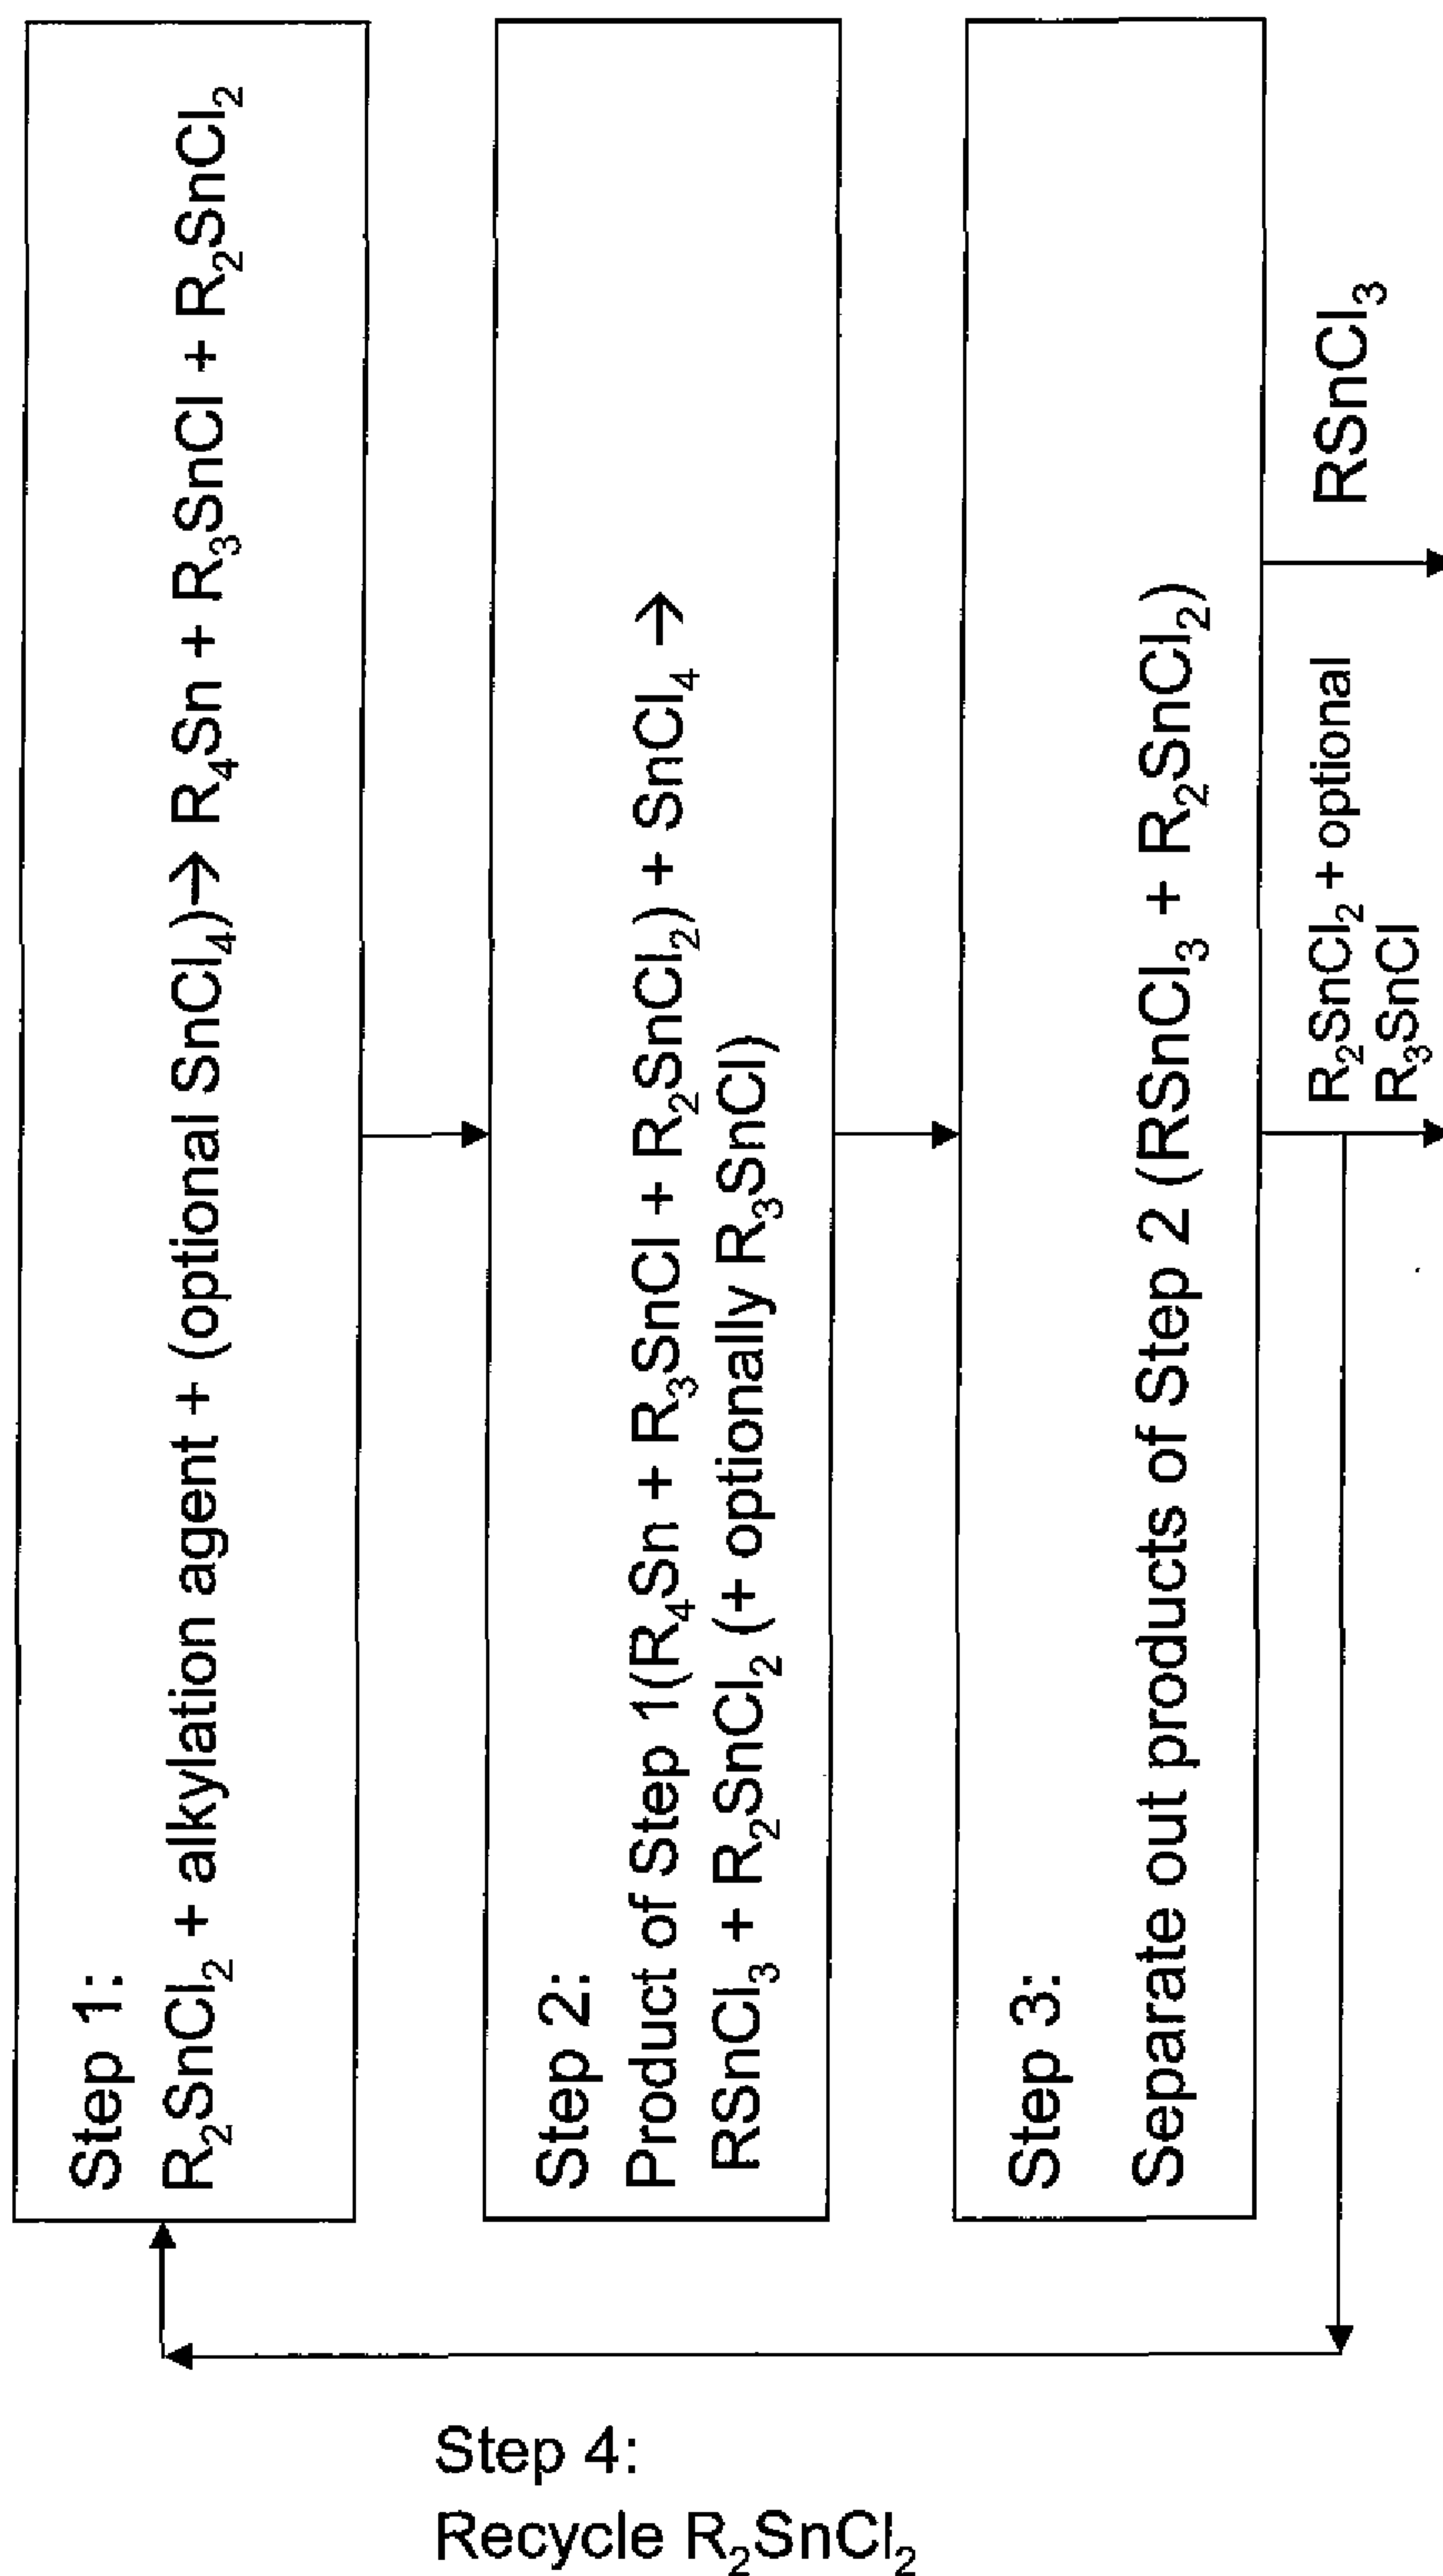 Step 1:
R₂SnCl₂ + alkylation agent + (optional SnCl₄)→ R₄Sn + R₃SnCl + R₂SnCl₂
Step 2:
Product of Step 1(R₄Sn + R₃SnCl + R₂SnCl₂) + SnCl₄ →
RSnCl₃ + R₂SnCl₂ (+ optionally R₃SnCl)
Step 3:
Separate out products of Step 2 (RSnCl₃ + R₂SnCl₂)
R₂SnCl₂ + optional
R₃SnCl
RSnCl₃
Step 4:
Recycle R₂SnCl₂